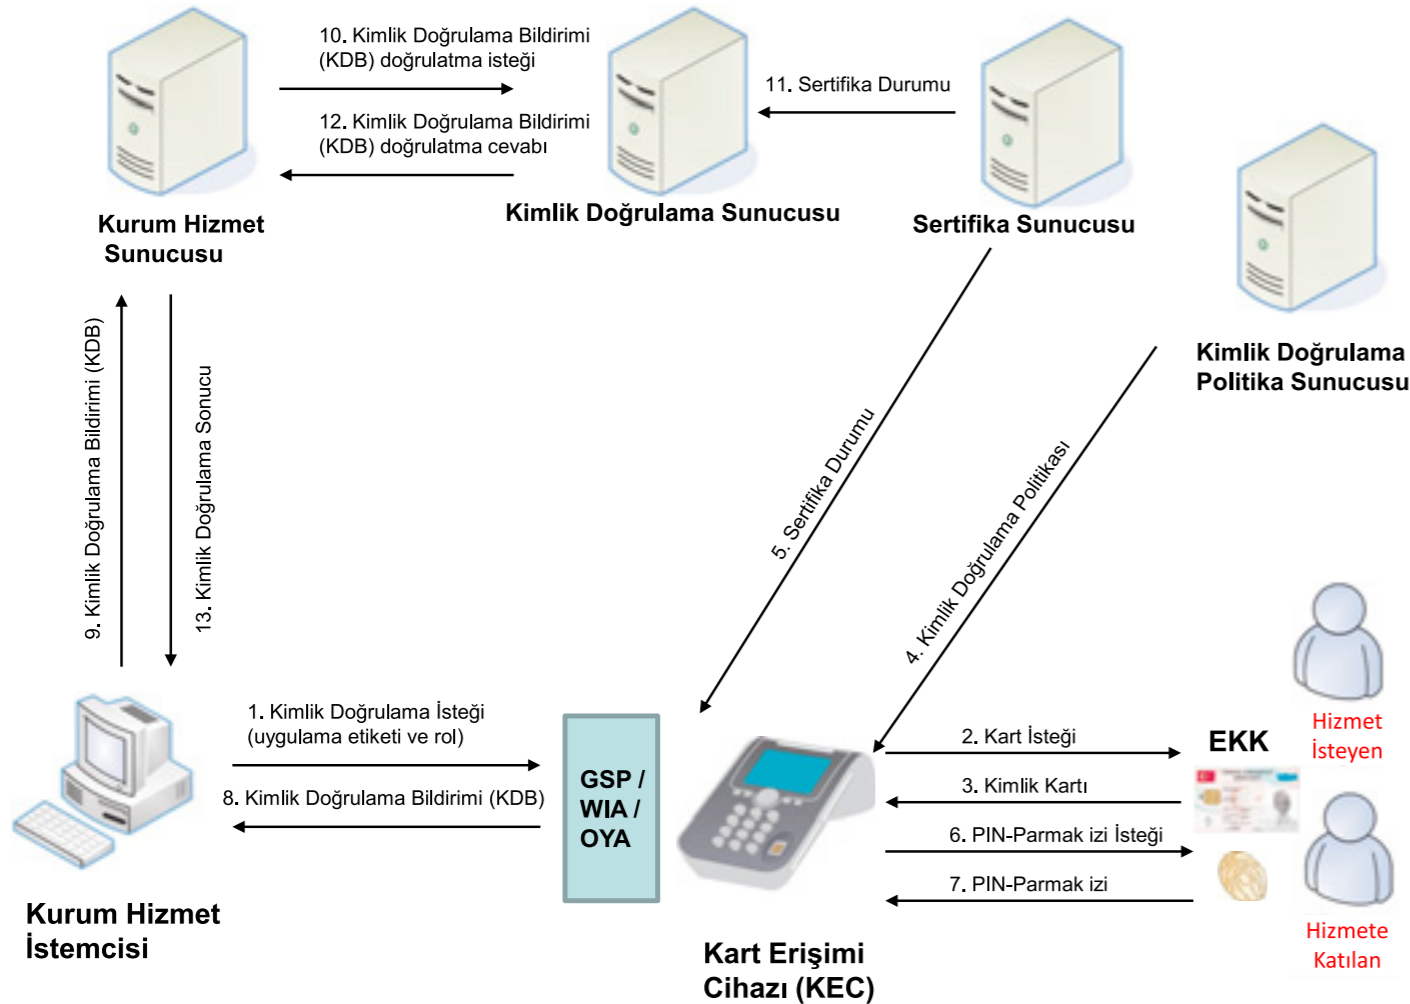 10. Kimlik Doğrulama Bildirimi
(KDB) doğrulatma isteği
11. Sertifika Durumu
12. Kimlik Doğrulama Bildirimi
(KDB) doğrulatma cevabı
Kurum Hizmet
Sunucusu
Kimlik Doğrulama Sunucusu
Sertifika Sunucusu
Kimlik Doğrulama
Politika Sunucusu
9. Kimlik Doğrulama Bildirimi (KDB)
13. Kimlik Doğrulama Sonucu
5. Sertifika Durumu
4. Kimlik Doğrulama Politikası
1. Kimlik Doğrulama İsteği
(uygulama etiketi ve rol)
8. Kimlik Doğrulama Bildirimi (KDB)
GSP /
WIA /
OYA
2. Kart İsteği
3. Kimlik Kartı
6. PIN-Parmak izi İsteği
7. PIN-Parmak izi
EKK
Hizmet
İsteyen
Hizmete
Katılan
Kurum Hizmet
İstemcisi
Kart Erişimi
Cihazı (KEC)